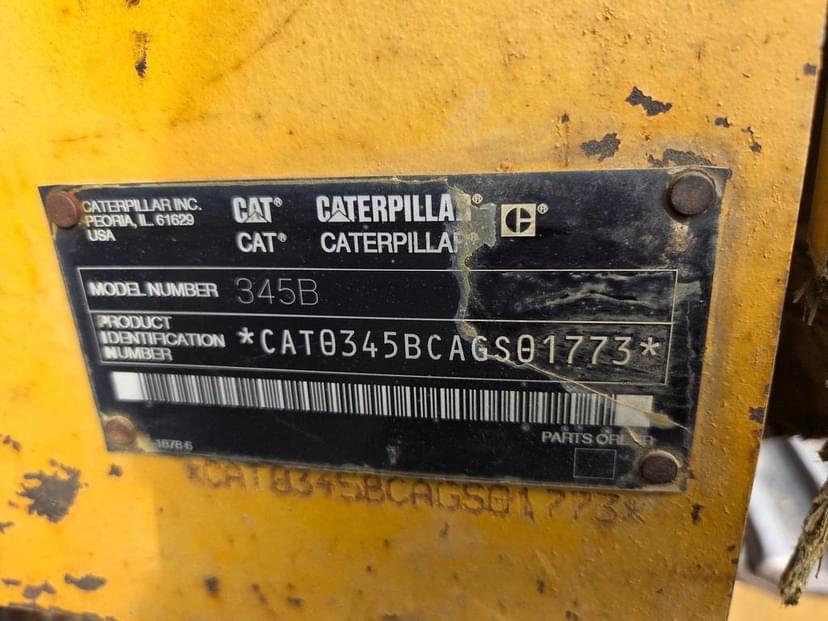 CATERPILLAR INC.
PEORIA, IL. 61629
USA
CAT® CATERPILLAR® C®
CAT® CATERPILLAR
MODEL NUMBER 345B
PRODUCT
IDENTIFICATION
NUMBER
*CAT0345BCAGS01773*
PARTS ORDER
*CAT0345BCAGS01773*